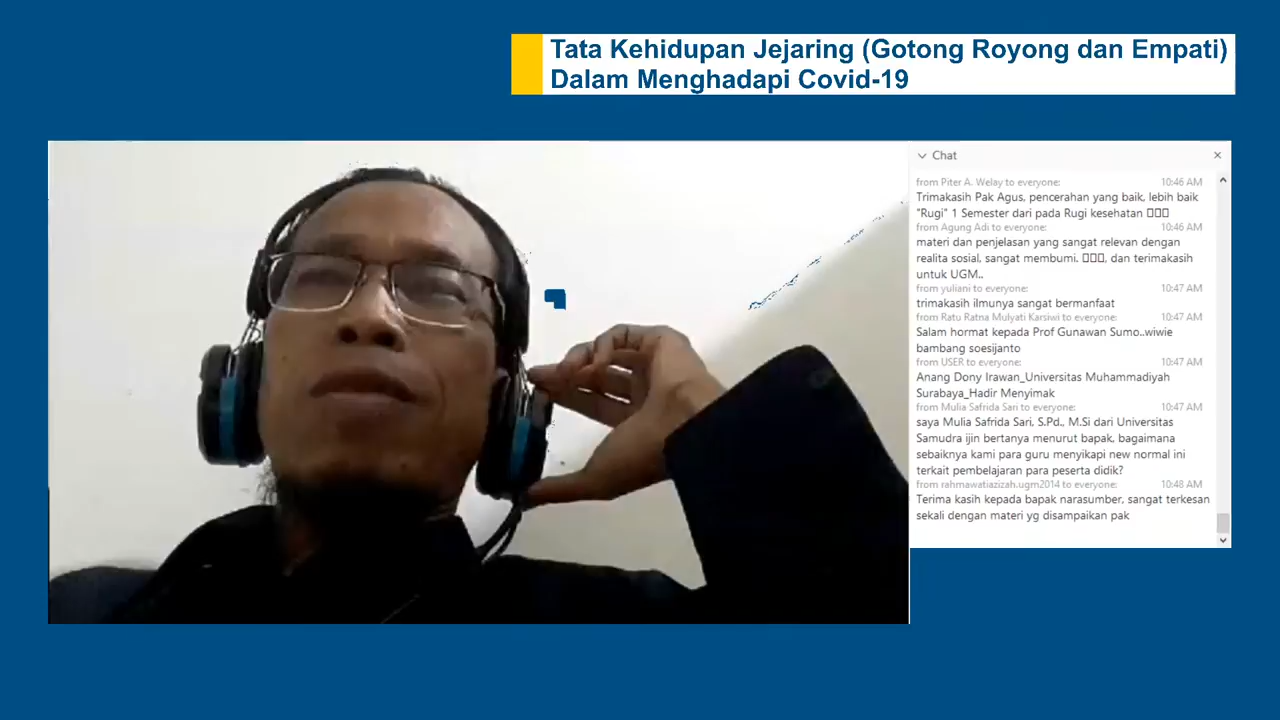 Tata Kehidupan Jejaring (Gotong Royong dan Empati)
Dalam Menghadapi Covid-19
Chat
from Piter A. Welay to everyone: 10:46 AM
Trimakasih Pak Agus, pencerahan yang baik, lebih baik
"Rugi" 1 Semester dari pada Rugi kesehatan
from Agung Adi to everyone: 10:46 AM
materi dan penjelasan yang sangat relevan dengan
realita sosial, sangat membumi. , dan terimakasih
untuk UGM..
from yuliani to everyone: 10:47 AM
trimakasih ilmunya sangat bermanfaat
from Ratu Ratna Mulyati Karsiwi to everyone: 10:47 AM
Salam hormat kepada Prof Gunawan Sumo..wiwie
bambang soesijanto
from USER to everyone: 10:47 AM
Anang Dony Irawan_Universitas Muhammadiyah
Surabaya_Hadir Menyimak
from Mulia Safrida Sari to everyone: 10:47 AM
saya Mulia Safrida Sari, S.Pd., M.Si dari Universitas
Samudra ijin bertanya menurut bapak, bagaimana
sebaiknya kami para guru menyikapi new normal ini
terkait pembelajaran para peserta didik?
from rahmawatiazizah.ugm2014 to everyone: 10:48 AM
Terima kasih kepada bapak narasumber, sangat terkesan
sekali dengan materi yg disampaikan pak